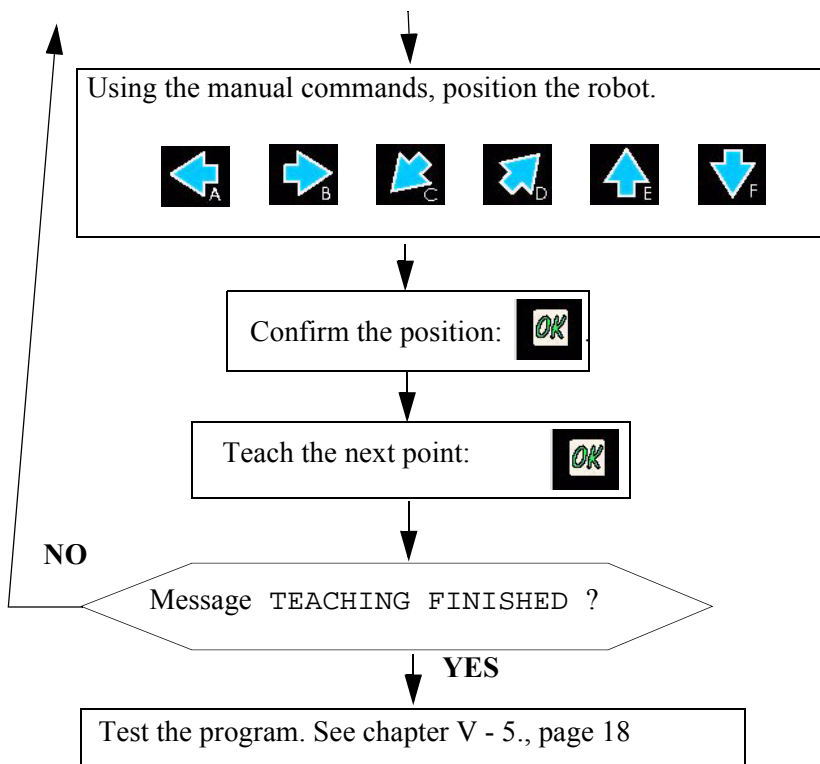 Using the manual commands, position the robot.
A B C D E F
Confirm the position: OK .
Teach the next point: OK
NO
Message TEACHING FINISHED ?
YES
Test the program. See chapter V - 5., page 18